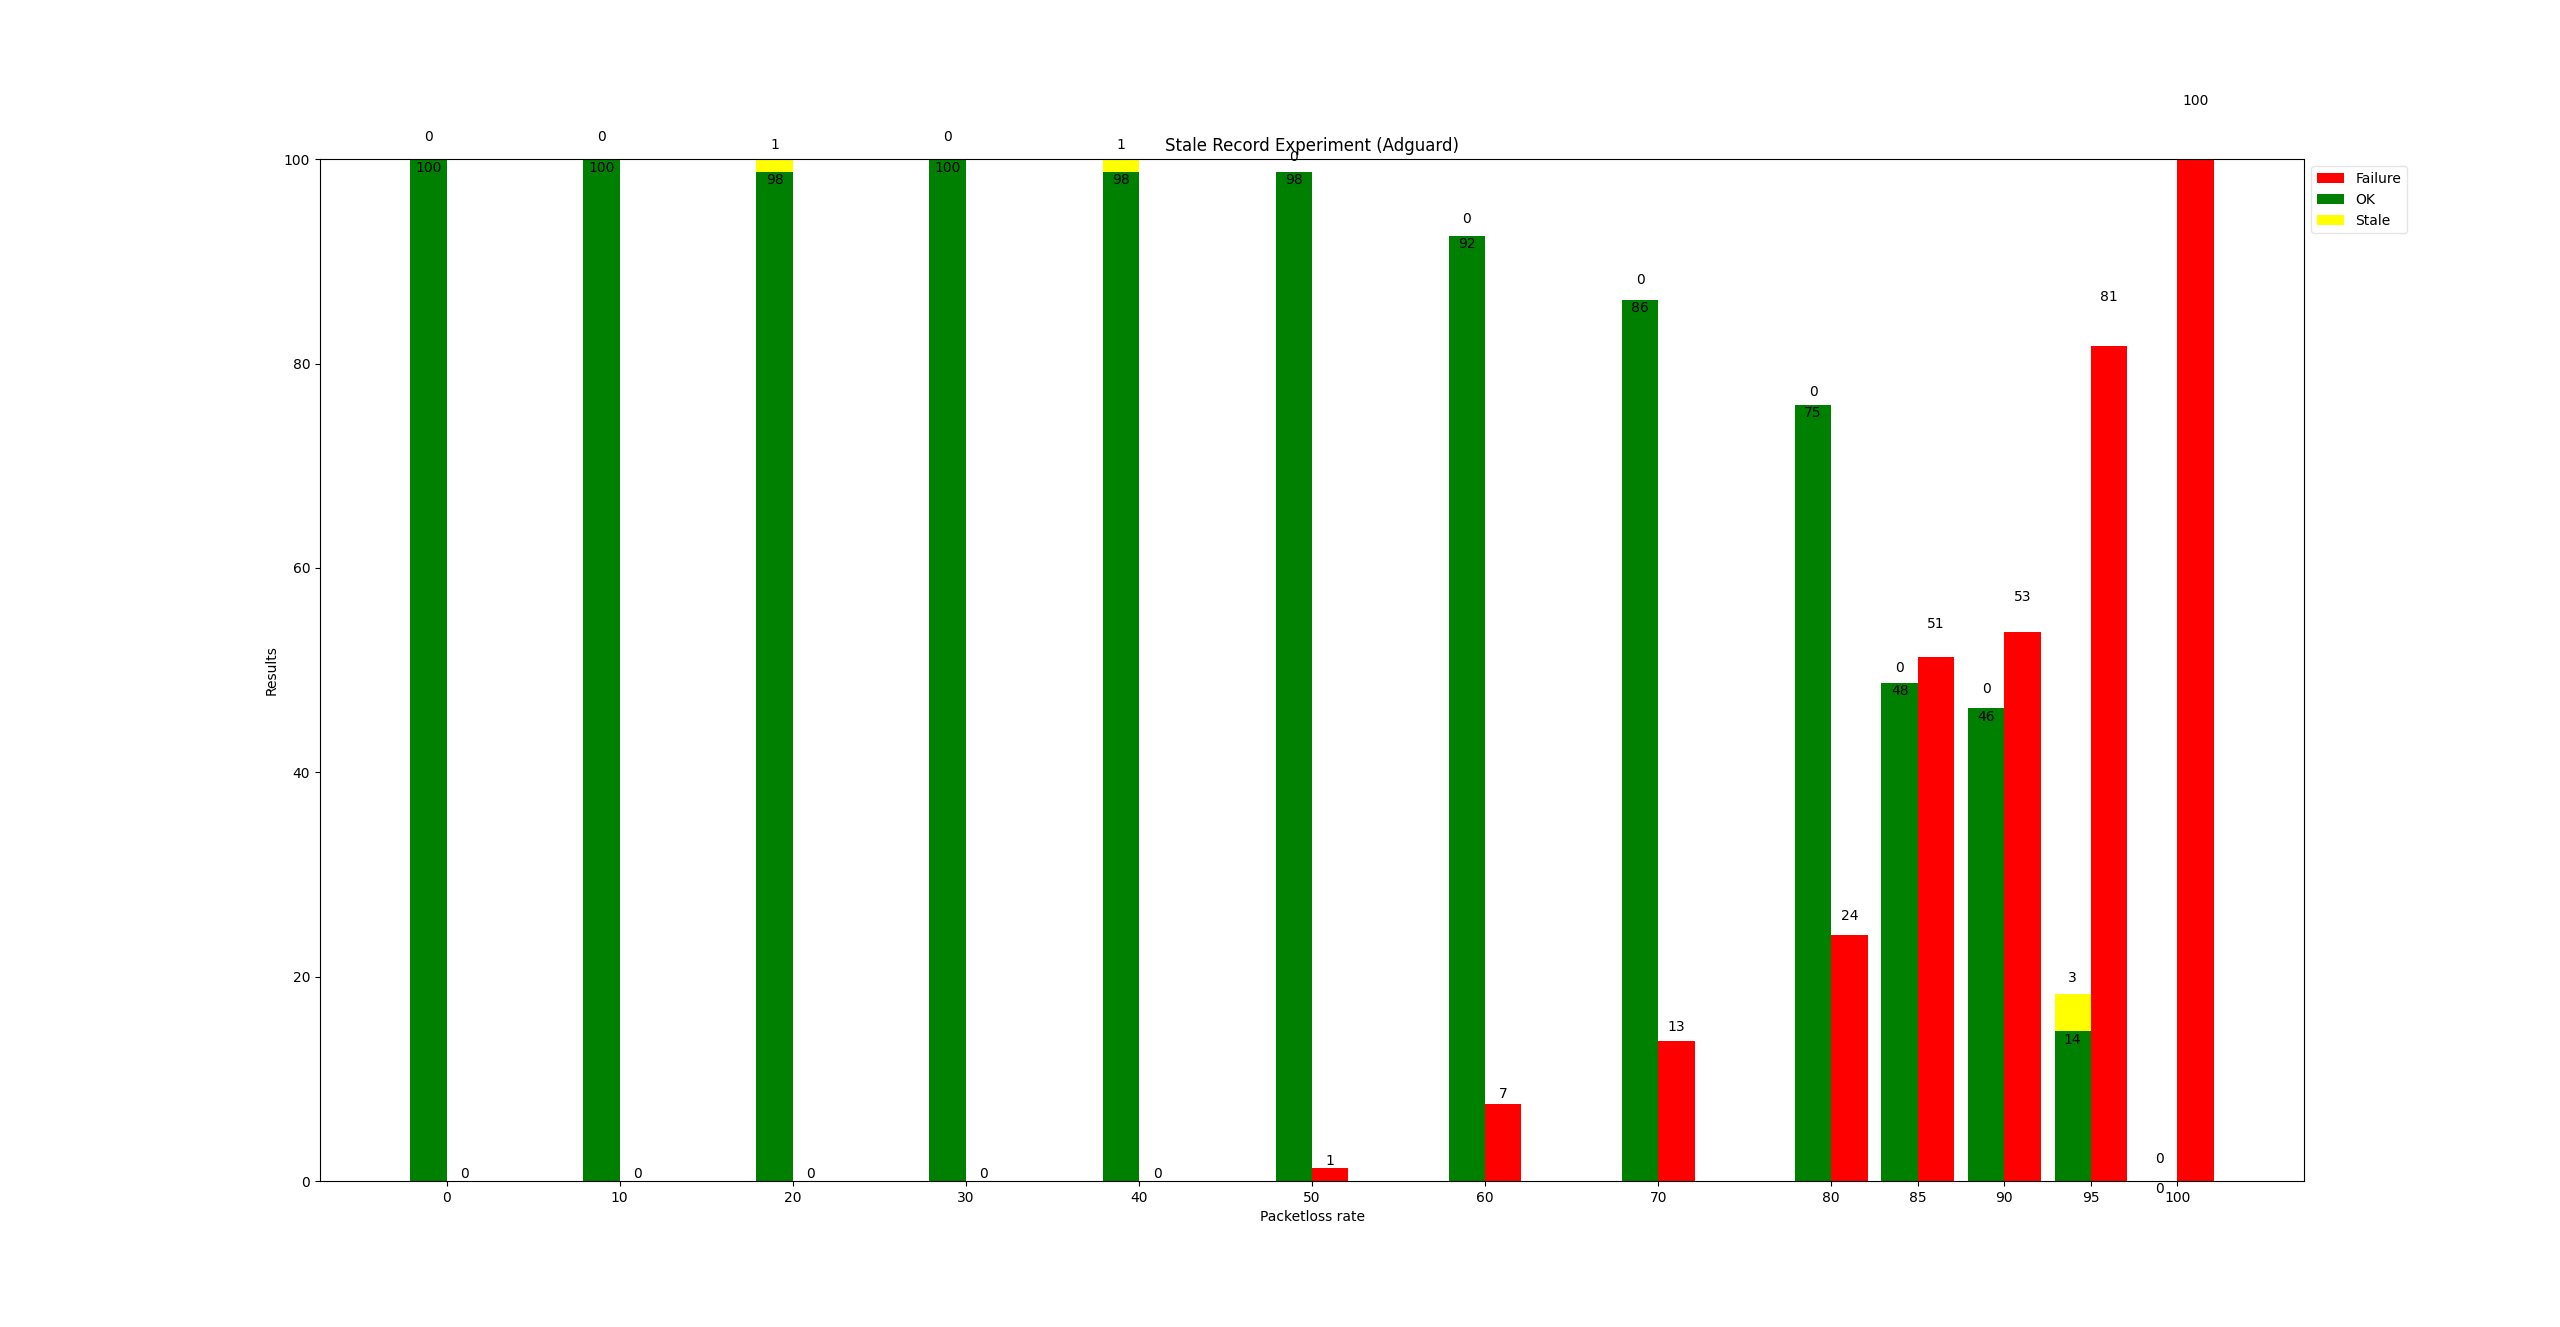 100
0 0 1 0 1
Stale Record Experiment (Adguard)
0
100 100 100 98 100 98 98
Failure
OK
Stale
0
92
0
86
81
80
0
75
60
53
51
0
48
0
46
Results
40
24
20
3
14
13
7
1
0 0 0 0 0
0
0
0
0 10 20 30 40 50 60 70 80 85 90 95 100
Packetloss rate